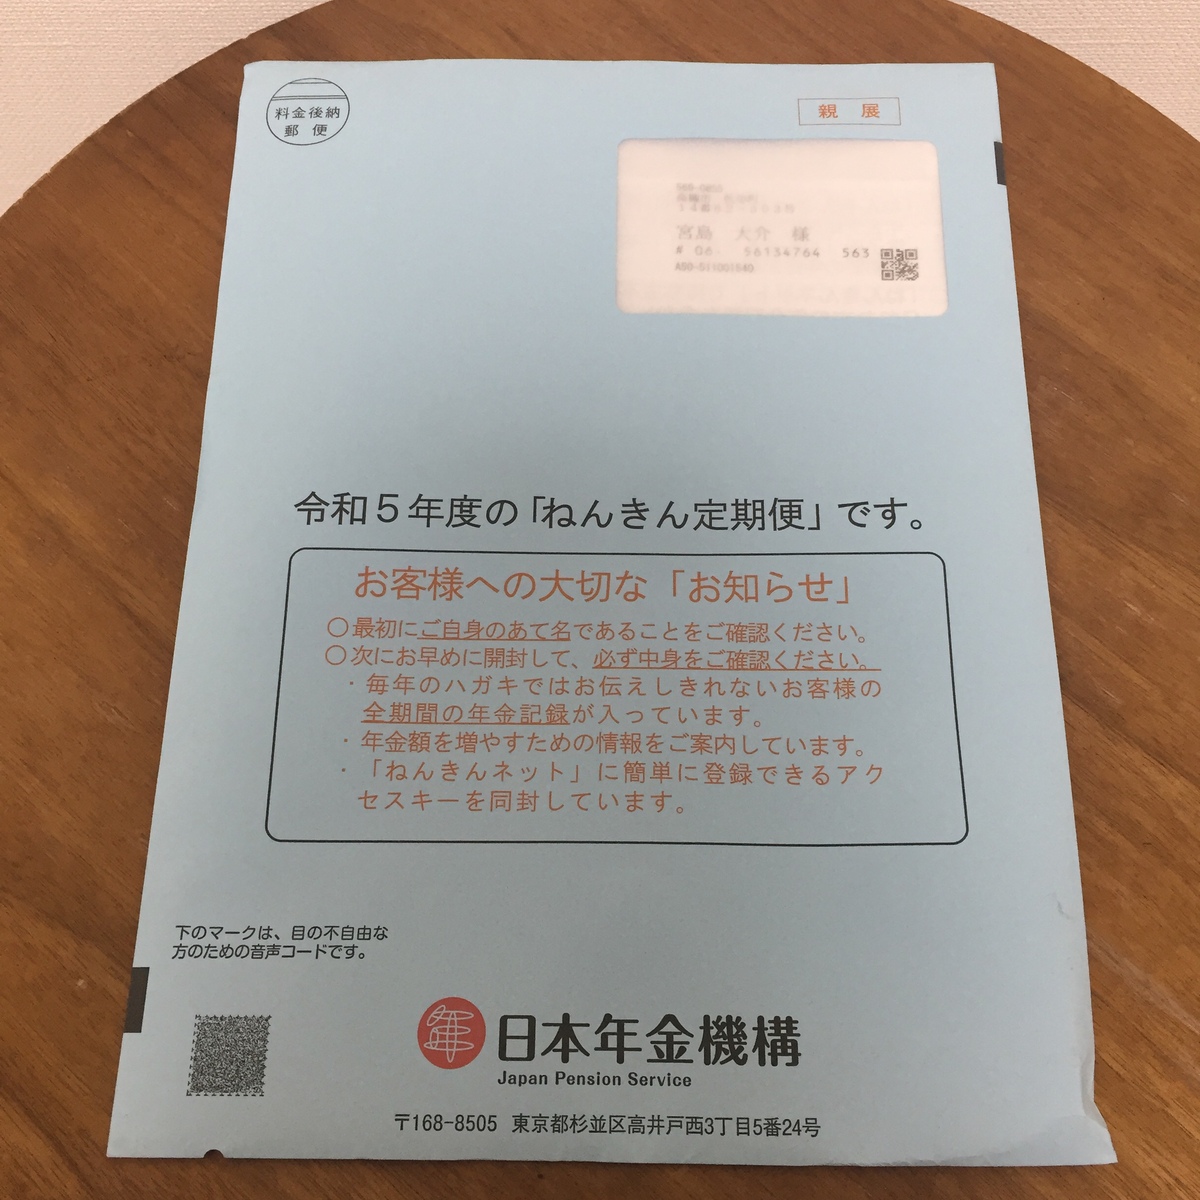 料金後納
郵便
親展
宮島 大介 様
# 06- 56134764 563
令和5年度の「ねんきん定期便」です。
お客様への大切な「お知らせ」
○最初にご自身のあて名であることをご確認ください。
○次にお早めに開封して、必ず中身をご確認ください。
・毎年のハガキではお伝えしきれないお客様の
全期間の年金記録が入っています。
・年金額を増やすための情報をご案内しています。
・「ねんきんネット」に簡単に登録できるアク
セスキーを同封しています。
下のマークは、目の不自由な
方のための音声コードです。
年 日本年金機構
Japan Pension Service
〒168-8505 東京都杉並区高井戸西3丁目5番24号